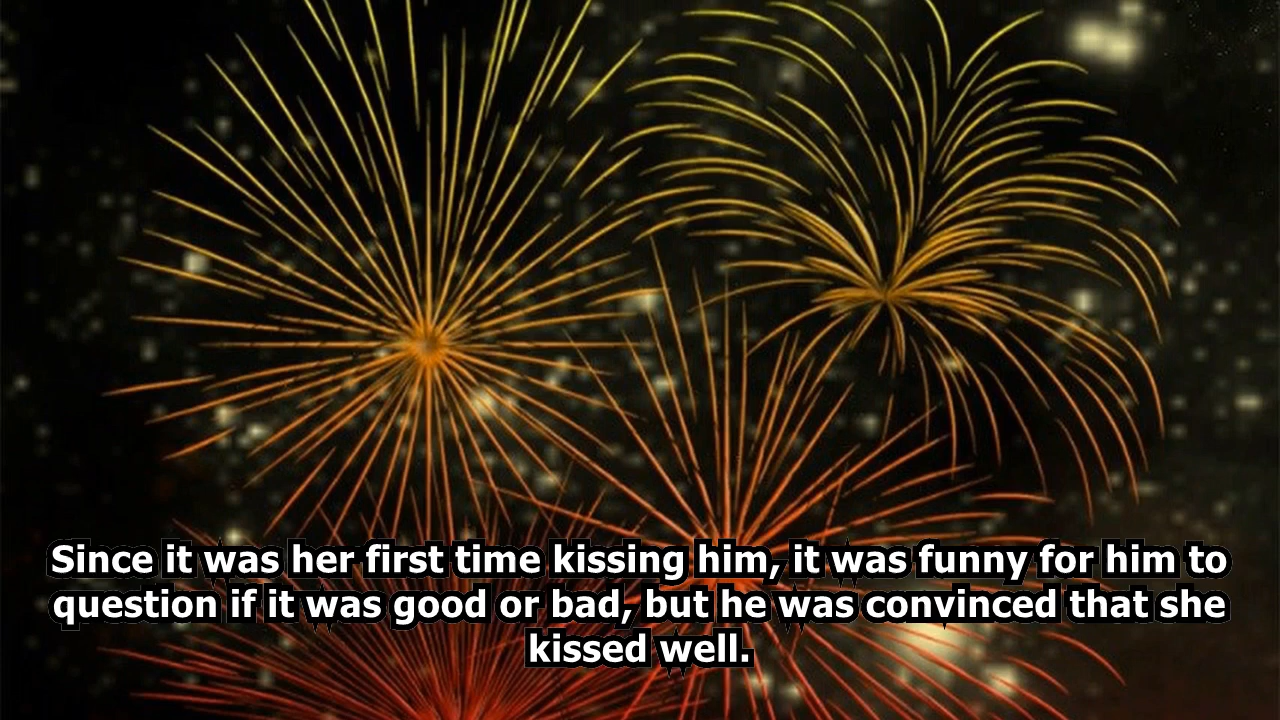 Since it was her first time kissing him, it was funny for him to
question if it was good or bad, but he was convinced that she
kissed well.